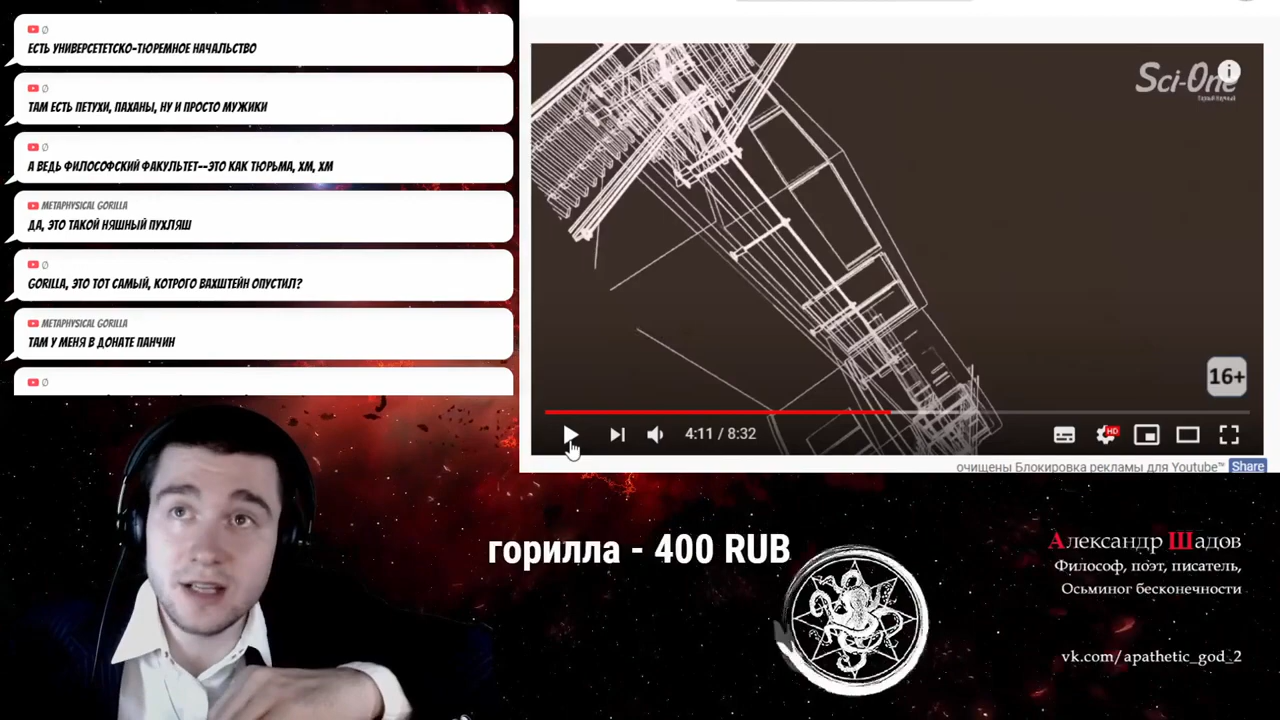 Ø
ЕСТЬ УНИВЕРСЕТЕТСКО-ТЮРЕМНОЕ НАЧАЛЬСТВО
Ø
ТАМ ЕСТЬ ПЕТУХИ, ПАХАНЫ, НУ И ПРОСТО МУЖИКИ
Ø
А ВЕДЬ ФИЛОСОФСКИЙ ФАКУЛЬТЕТ--ЭТО КАК ТЮРЬМА, ХМ, ХМ
METAPHYSICAL GORILLA
ДА, ЭТО ТАКОЙ НЯШНЫЙ ПУХЛЯШ
Ø
GORILLA, ЭТО ТОТ САМЫЙ, КОТРОГО ВАХШТЕЙН ОПУСТИЛ?
METAPHYSICAL GORILLA
ТАМ У МЕНЯ В ДОНАТЕ ПАНЧИН
Ø
Sci-One
i
16+
4:11 / 8:32
HD
очищены Блокировка рекламы для Youtube™ Share
горилла - 400 RUB
Александр Шадов
Философ, поэт, писатель,
Осьминог бесконечности
vk.com/apathetic_god_2